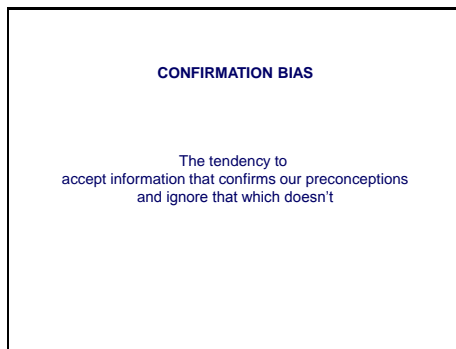 CONFIRMATION BIAS
The tendency to
accept information that confirms our preconceptions
and ignore that which doesn’t